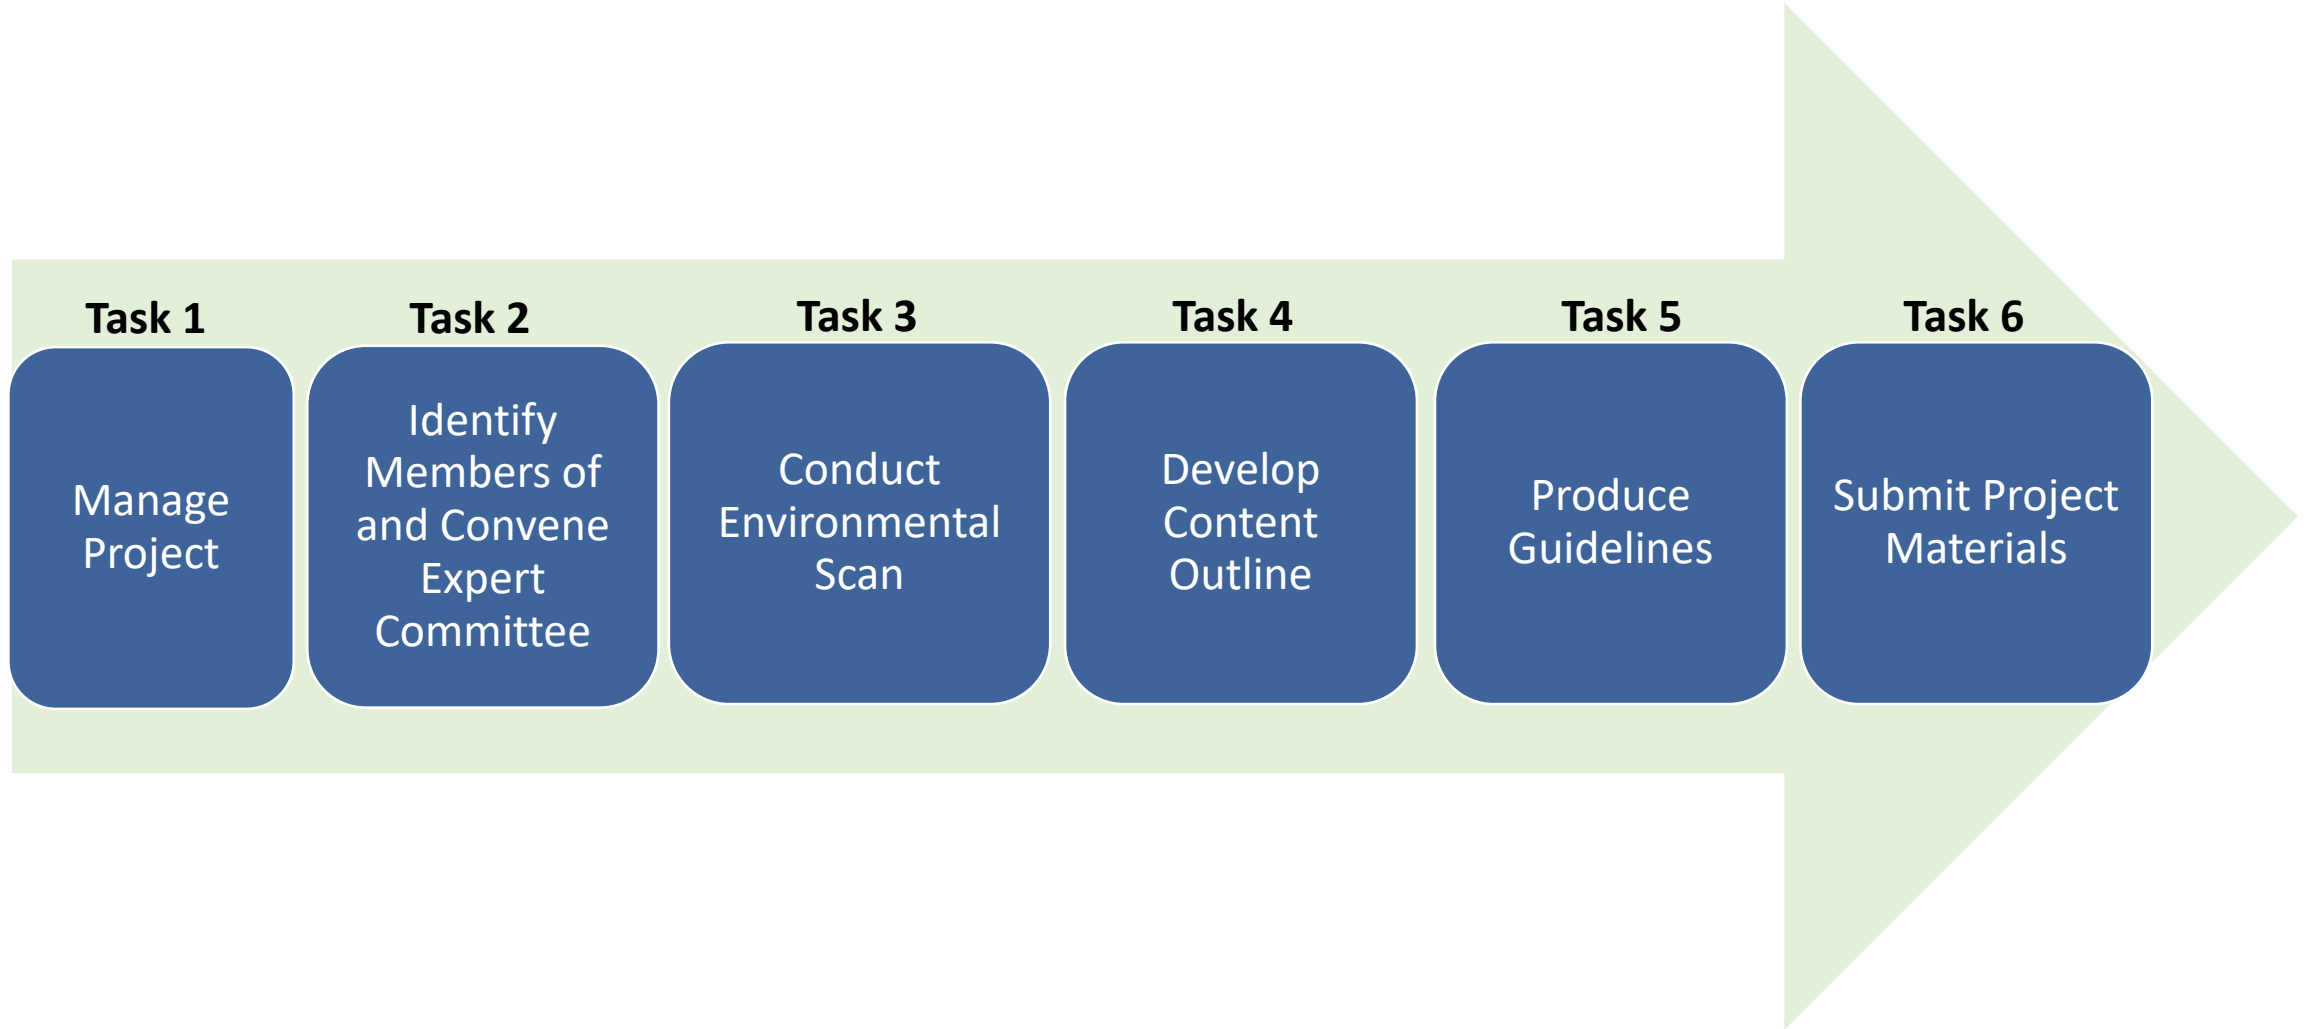 Task 1
Manage
Project
Task 2
Identify
Members of
and Convene
Expert
Committee
Task 3
Conduct
Environmental
Scan
Task 4
Develop
Content
Outline
Task 5
Produce
Guidelines
Task 6
Submit Project
Materials